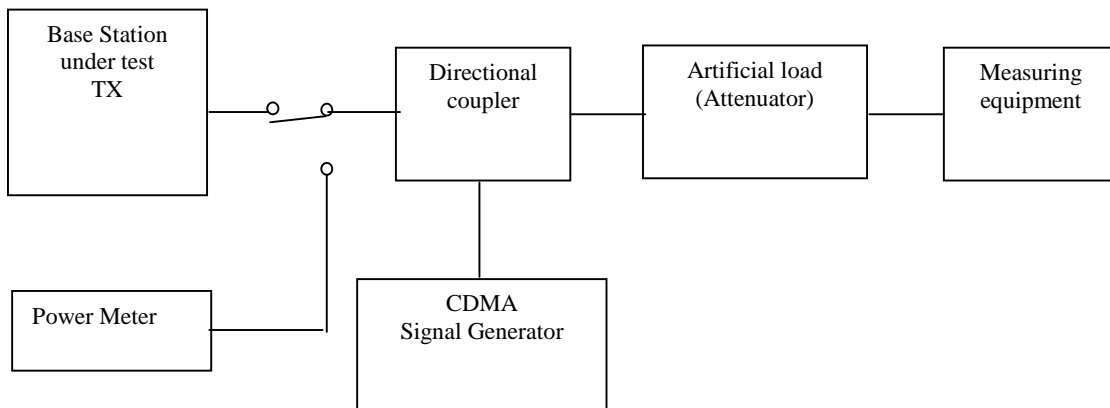 Base Station
under test
TX
Directional
coupler
Artificial load
(Attenuator)
Measuring
equipment
Power Meter
CDMA
Signal Generator